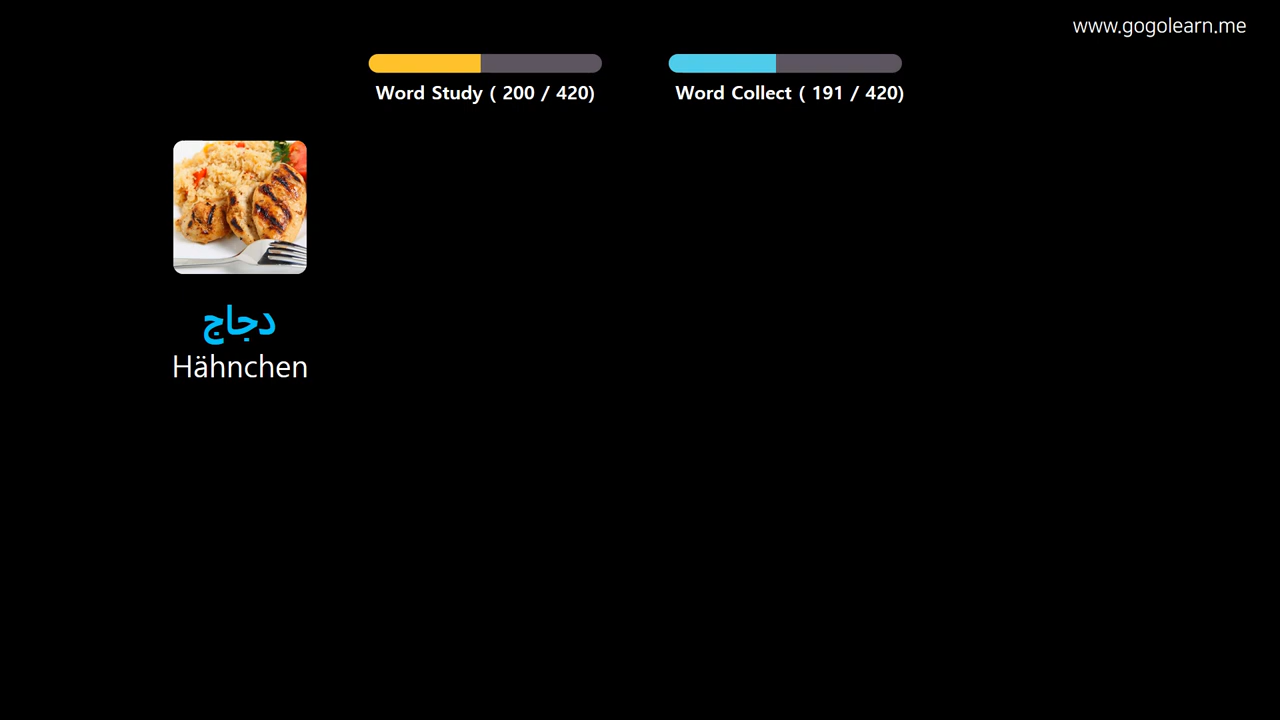 www.gogolearn.me
Word Study ( 200 / 420)
Word Collect ( 191 / 420)
دجاج
Hähnchen